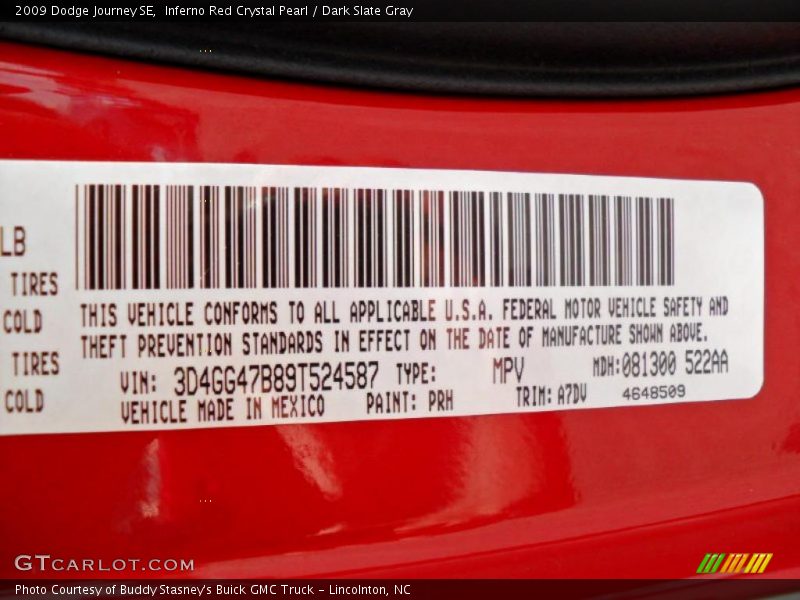 2009 Dodge Journey SE,  Inferno Red Crystal Pearl / Dark Slate Gray
LB
TIRES
COLD
TIRES
COLD
THIS VEHICLE CONFORMS TO ALL APPLICABLE U.S.A. FEDERAL MOTOR VEHICLE SAFETY AND
THEFT PREVENTION STANDARDS IN EFFECT ON THE DATE OF MANUFACTURE SHOWN ABOVE.
VIN: 3D4GG47B89T524587 TYPE: MPV MDH:081300 522AA
VEHICLE MADE IN MEXICO PAINT: PRH TRIM: A7DV 4648509
GTCARLOT.COM
Photo Courtesy of Buddy Stasney's Buick GMC Truck - Lincolnton, NC